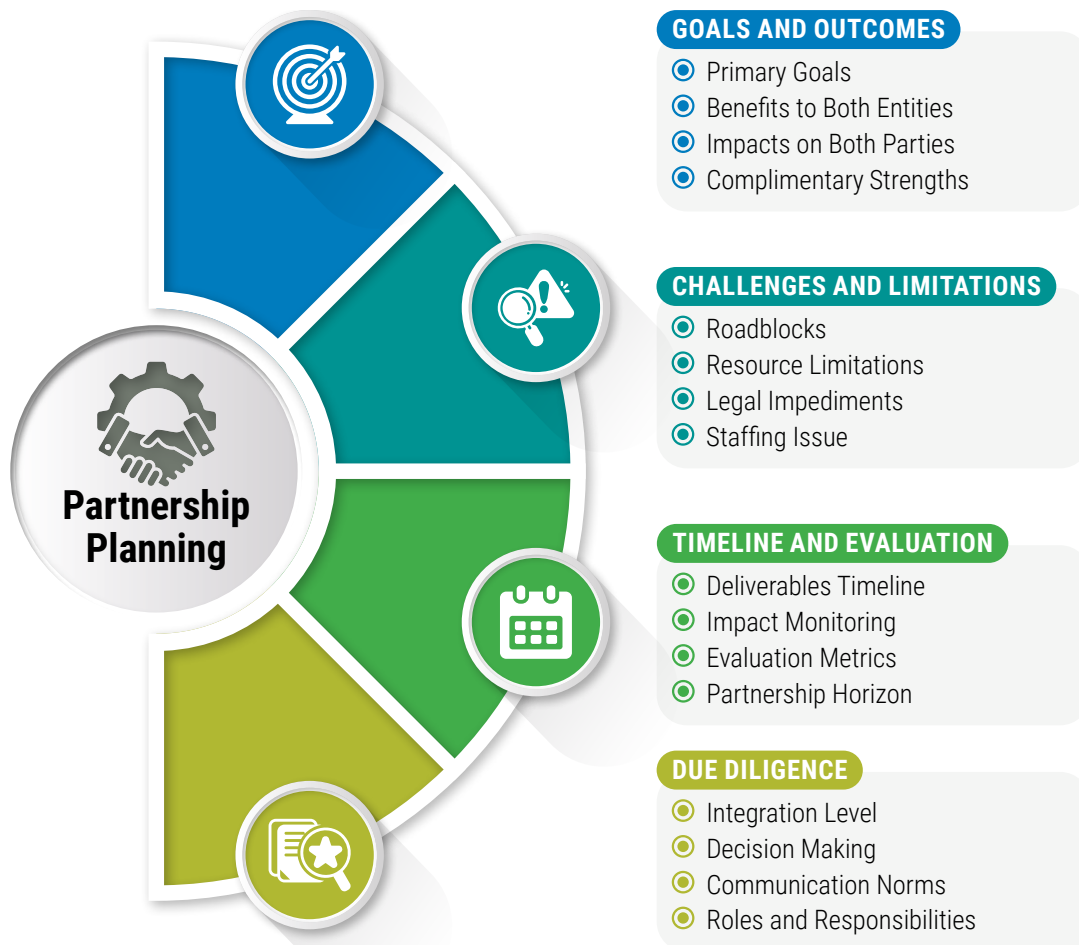 Partnership
Planning
GOALS AND OUTCOMES
Primary Goals
Benefits to Both Entities
Impacts on Both Parties
Complimentary Strengths
CHALLENGES AND LIMITATIONS
Roadblocks
Resource Limitations
Legal Impediments
Staffing Issue
TIMELINE AND EVALUATION
Deliverables Timeline
Impact Monitoring
Evaluation Metrics
Partnership Horizon
DUE DILIGENCE
Integration Level
Decision Making
Communication Norms
Roles and Responsibilities